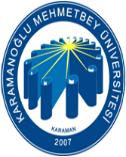 KARAMANOĞLU MEHMETBEY ÜNİVERSİTESİ
KARAMAN
2007